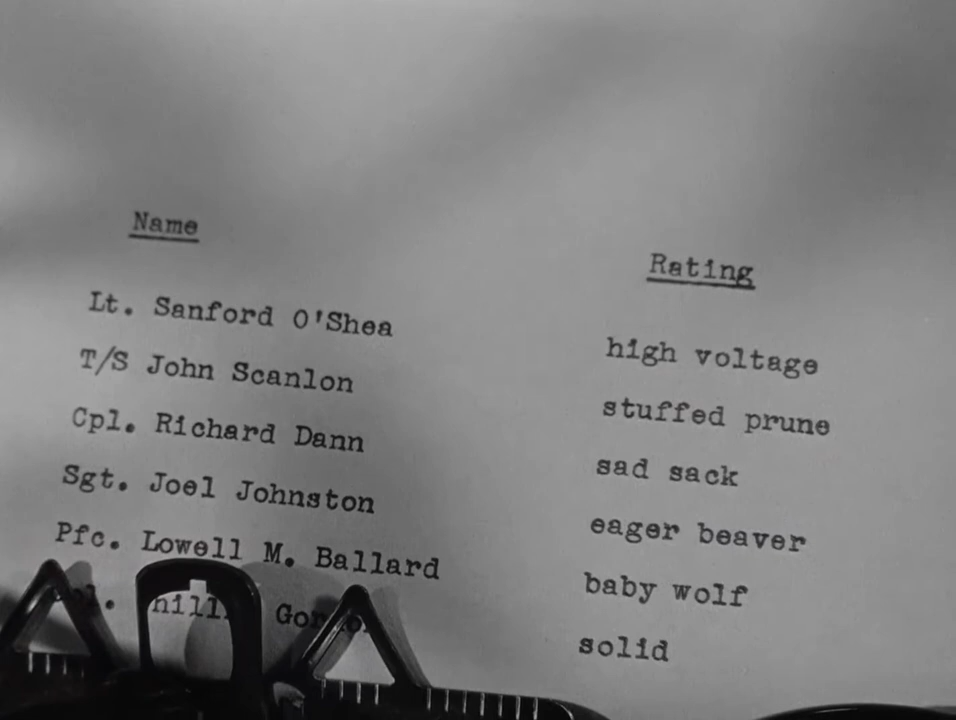 Name Rating
Lt. Sanford O'Shea high voltage
T/S John Scanlon stuffed prune
Cpl. Richard Dann sad sack
Sgt. Joel Johnston eager beaver
Pfc. Lowell M. Ballard baby wolf
solid